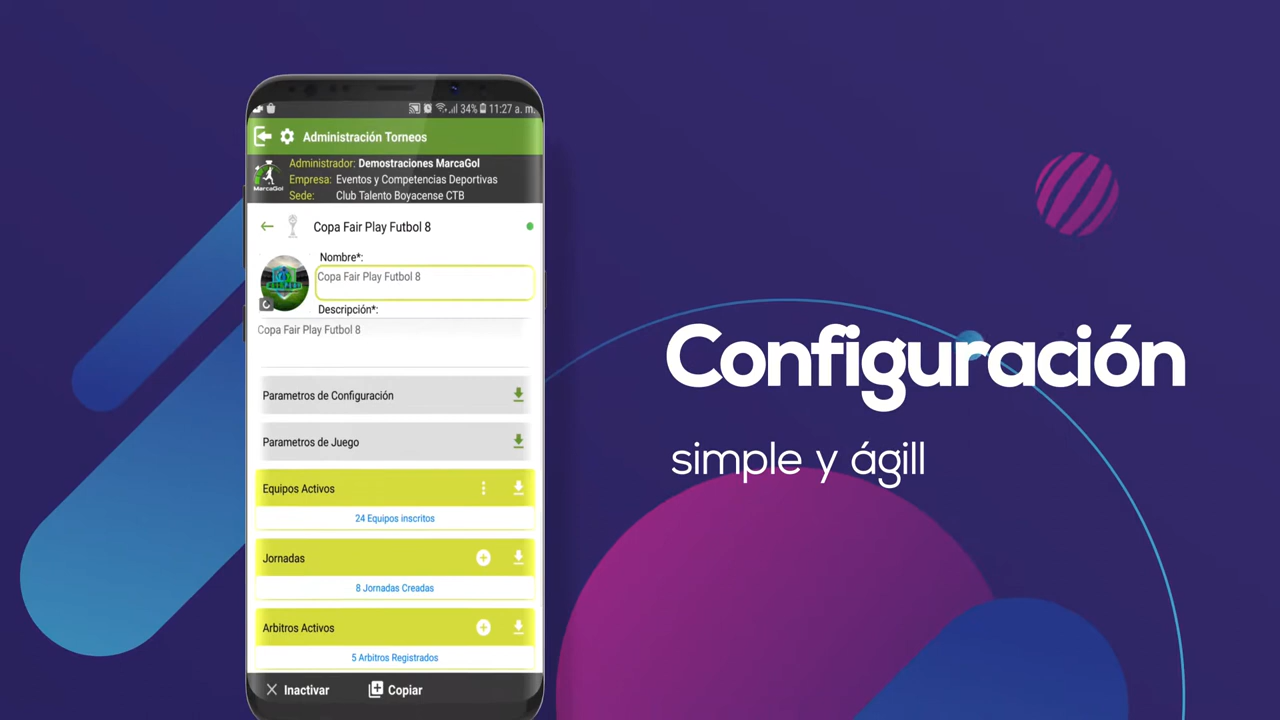 34% 11:27 a. m.
Administración Torneos
Administrador: Demostraciones MarcaGol
Empresa: Eventos y Competencias Deportivas
MarcaGol
Sede: Club Talento Boyacense CTB
Copa Fair Play Futbol 8
Nombre*:
Copa Fair Play Futbol 8
Descripción*:
Copa Fair Play Futbol 8
Parametros de Configuración
Parametros de Juego
Equipos Activos
24 Equipos inscritos
Jornadas
8 Jornadas Creadas
Arbitros Activos
5 Arbitros Registrados
Inactivar
Copiar
Configuración
simple y ágill